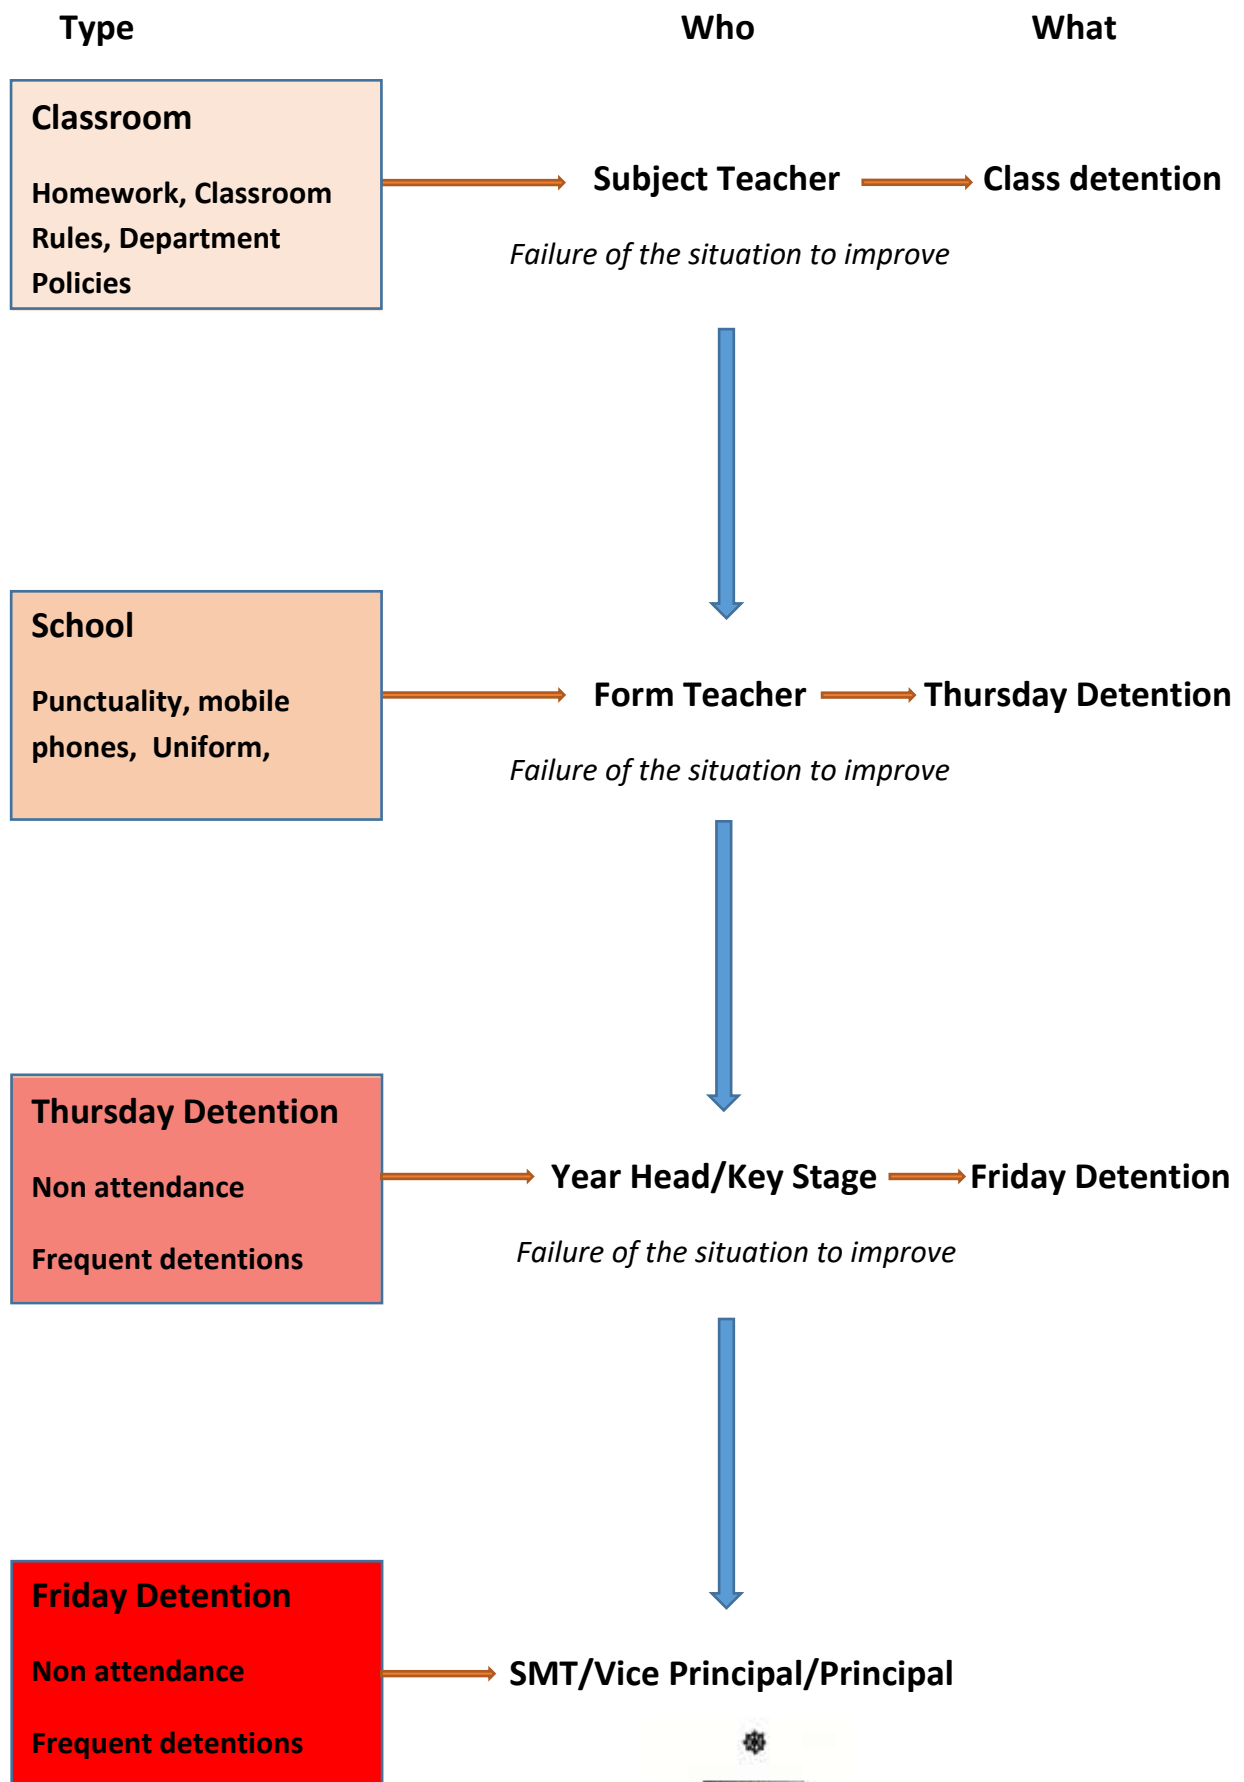 Type Who What
Classroom
Homework, Classroom
Rules, Department
Policies
Subject Teacher
Class detention
Failure of the situation to improve
School
Punctuality, mobile
phones, Uniform,
Form Teacher
Thursday Detention
Failure of the situation to improve
Thursday Detention
Non attendance
Frequent detentions
Year Head/Key Stage
Friday Detention
Failure of the situation to improve
Friday Detention
Non attendance
Frequent detentions
SMT/Vice Principal/Principal